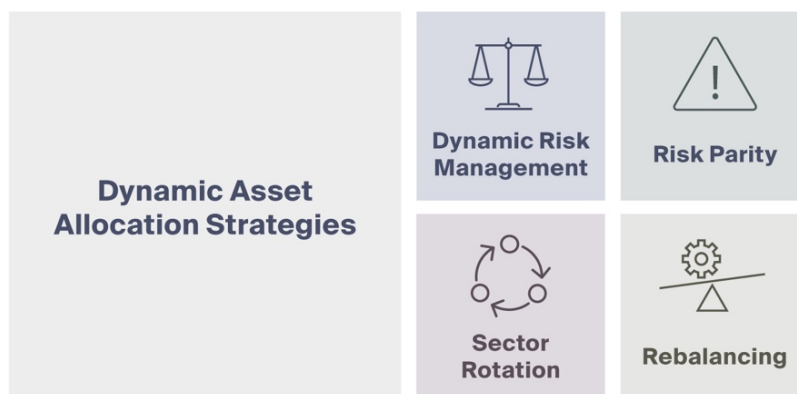 Dynamic Asset
Allocation Strategies
Dynamic Risk
Management
Risk Parity
Sector
Rotation
Rebalancing